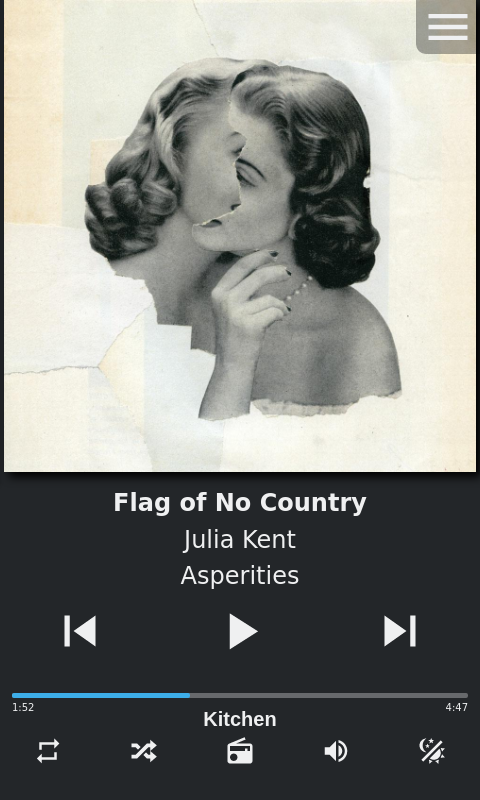 Flag of No Country
Julia Kent
Asperities
1:52
4:47
Kitchen